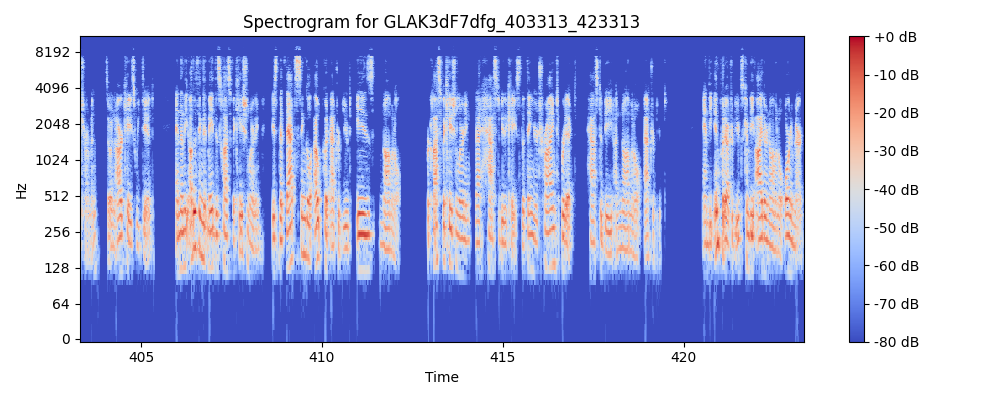 Spectrogram for GLAK3dF7dfg_403313_423313
8192
4096
2048
1024
512
256
128
64
0
Hz
405
410
415
420
Time
+0 dB
-10 dB
-20 dB
-30 dB
-40 dB
-50 dB
-60 dB
-70 dB
-80 dB